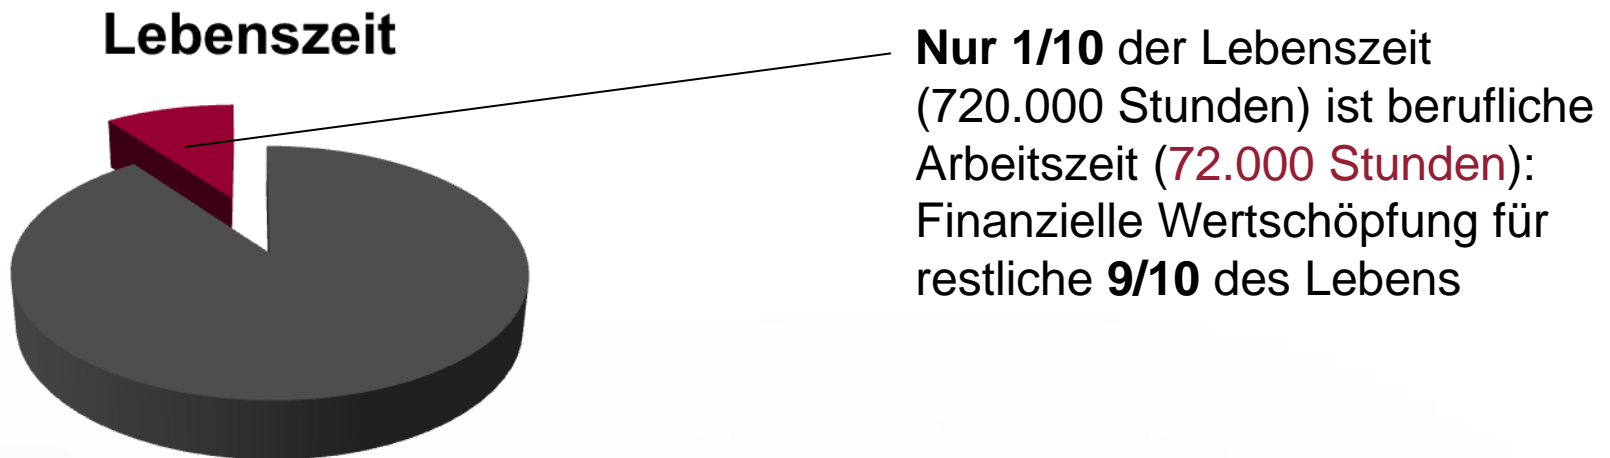 Lebenszeit
Nur 1/10 der Lebenszeit
(720.000 Stunden) ist berufliche
Arbeitszeit (72.000 Stunden):
Finanzielle Wertschöpfung für
restliche 9/10 des Lebens